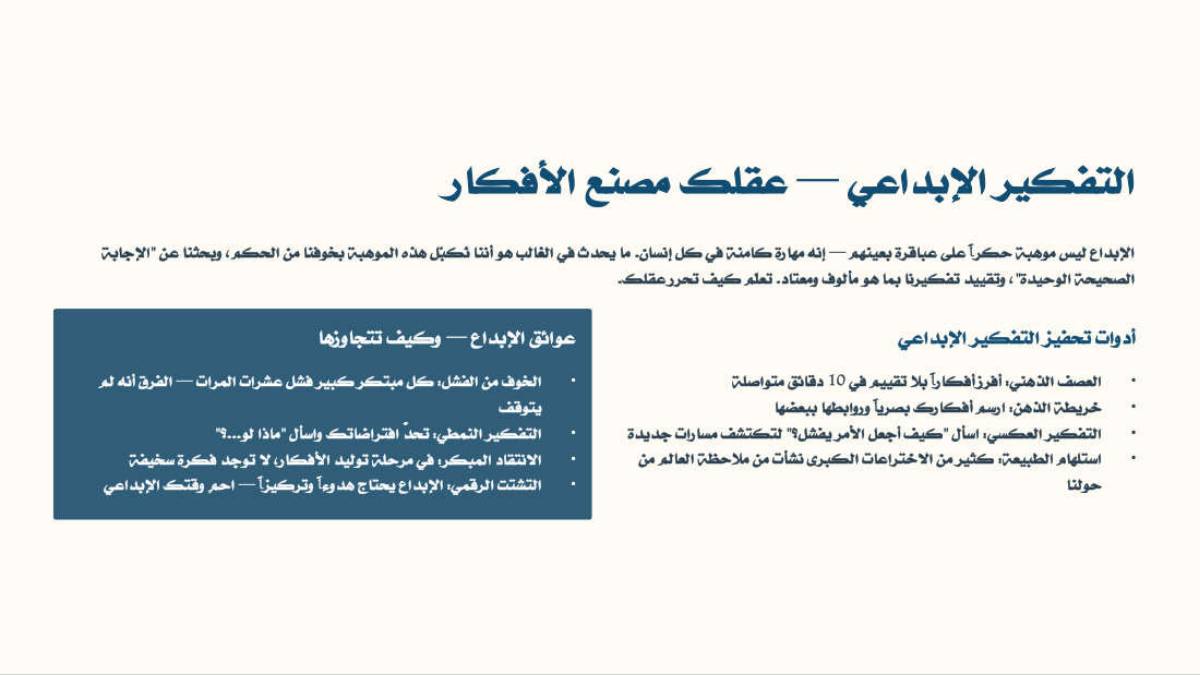 التفكير الإبداعي — عقلك مصنع الأفكار
الإبداع ليس موهبة حكراً على عباقرة بعينهم — إنه مهارة كامنة في كل إنسان. ما يحدث في الغالب هو أننا نُكبّل هذه الموهبة بخوفنا من الحكم، وبحثنا عن "الإجابة
الصحيحة الوحيدة"، وتقييد تفكيرنا بما هو مألوف ومعتاد. تعلم كيف تحرر عقلك.
أدوات تحفيز التفكير الإبداعي
• العصف الذهني: أفرز أفكاراً بلا تقييم في 10 دقائق متواصلة
• خريطة الذهن: ارسم أفكارك بصرياً وروابطها ببعضها
• التفكير العكسي: اسأل "كيف أجعل الأمر يفشل؟" لتكتشف مسارات جديدة
• استلهام الطبيعة: كثير من الاختراعات الكبرى نشأت من ملاحظة العالم من
حولنا
عوائق الإبداع — وكيف تتجاوزها
• الخوف من الفشل: كل مبتكر كبير فشل عشرات المرات — الفرق أنه لم
يتوقف
• التفكير النمطي: تحدّ افتراضاتك واسأل "ماذا لو...؟"
• الانتقاد المبكر: في مرحلة توليد الأفكار، لا توجد فكرة سخيفة
• التشتت الرقمي: الإبداع يحتاج هدوءاً وتركيزاً — احم وقتك الإبداعي